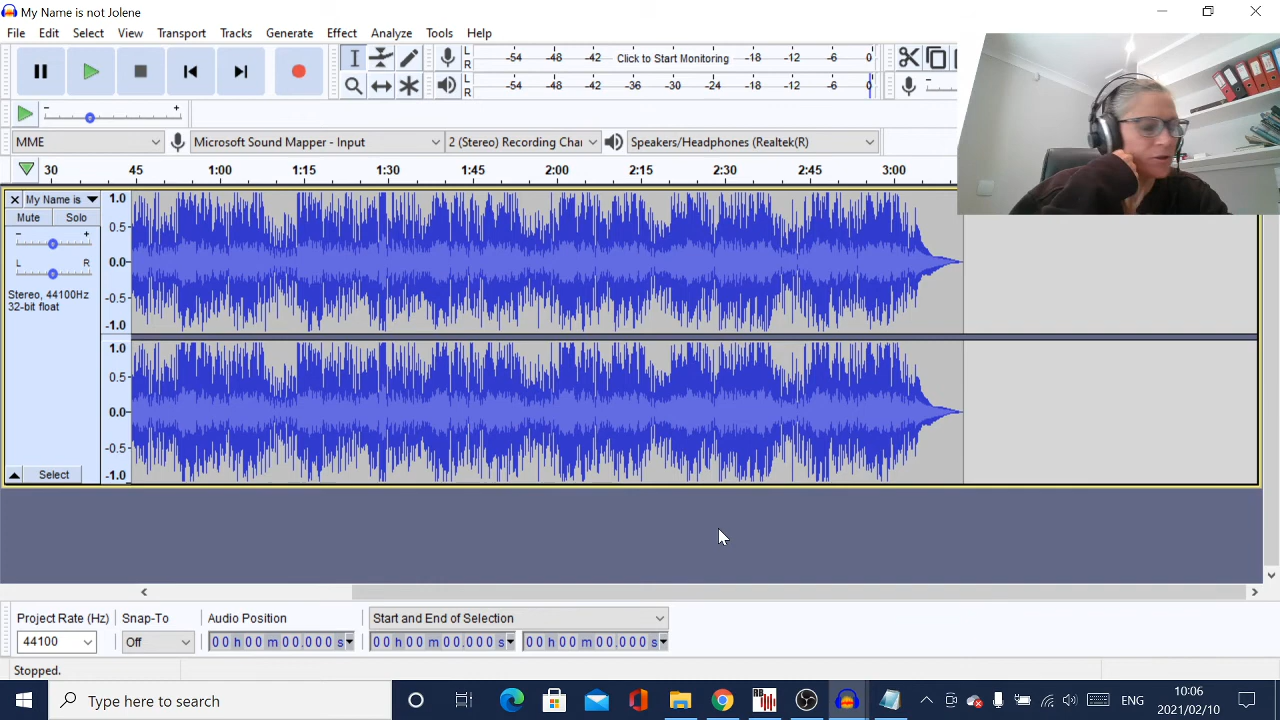 My Name is not Jolene
File Edit Select View Transport Tracks Generate Effect Analyze Tools Help
L R -54 -48 -42 Click to Start Monitoring -18 -12 -6 0
L R -54 -48 -42 -36 -30 -24 -18 -12 -6 0
- +
MME Microsoft Sound Mapper - Input 2 (Stereo) Recording Chai Speakers/Headphones (Realtek(R)
30 45 1:00 1:15 1:30 1:45 2:00 2:15 2:30 2:45 3:00
My Name is
Mute Solo
- +
L R
Stereo, 44100Hz
32-bit float
1.0
0.5-
0.0-
-0.5-
-1.0
1.0
0.5-
0.0-
-0.5-
-1.0
Select
Project Rate (Hz) Snap-To Audio Position Start and End of Selection
44100 Off 00 h 00 m 00.000 s 00 h 00 m 00.000 s 00 h 00 m 00.000 s
Stopped.
Type here to search ENG 10:06
2021/02/10